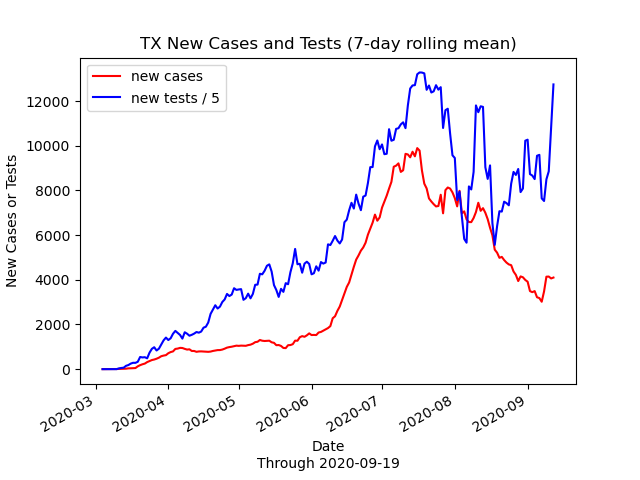 TX New Cases and Tests (7-day rolling mean)
new cases
new tests / 5
New Cases or Tests
12000
10000
8000
6000
4000
2000
0
2020-03
2020-04
2020-05
2020-06
2020-07
2020-08
2020-09
Date
Through 2020-09-19